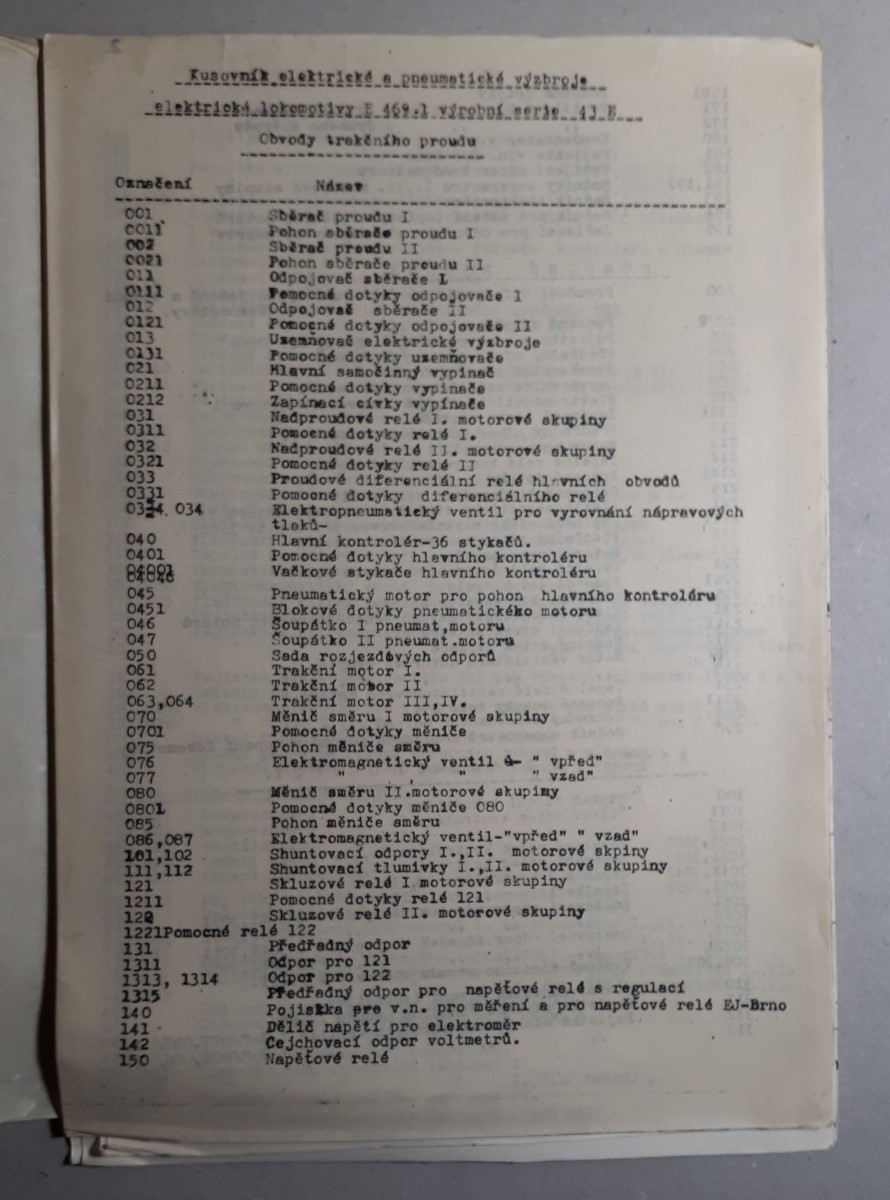 Kusovník elektrické a pneumatické výzbroje
elektrické lokomotivy E 469.1 výrobní serie 41 E
Obvody trakčního proudu
Označení Název
001 Sběrač proudu I
0011 Pohon sběrače proudu I
002 Sběrač proudu II
0021 Pohon sběrače proudu II
011 Odpojovač sběrače I
0111 Pomocné dotyky odpojovače I
012 Odpojovač sběrače II
0121 Pomocné dotyky odpojovače II
013 Uzemňovač elektrické výzbroje
0131 Pomocné dotyky uzemňovače
021 Hlavní samočinný vypinač
0211 Pomocné dotyky vypinače
0212 Zapínací cívky vypínače
031 Nadproudové relé I. motorové skupiny
0311 Pomocné dotyky relé I.
032 Nadproudové relé II. motorové skupiny
0321 Pomocné dotyky relé II
033 Proudové diferenciální relé hlavních obvodů
0331 Pomocné dotyky diferenciálního relé
034 Elektropneumatický ventil pro vyrovnání nápravových
tlaků-
040 Hlavní kontrolér-36 stykačů.
0401 Pomocné dotyky hlavního kontroléru
Vačkové stykače hlavního kontroléru
045 Pneumatický motor pro pohon hlavního kontroléru
0451 Blokové dotyky pneumatickéko motoru
046 Šoupátko I pneumat,motoru
047 Šoupátko II pneumat.motoru
050 Sada rozjezdových odporů
061 Trakční motor I.
062 Trakční motor II
063,064 Trakční motor III,IV.
070 Měnič směru I motorové skupiny
0701 Pomocné dotyky měniče
075 Pohon měniče směru
076 Elektromagnetický ventil - " vpřed"
077 " , " " vzad"
080 Měnič směru II.motorové skupiny
0801 Pomocné dotyky měniče 080
085 Pohon měniče směru
086,087 Elektromagnetický ventil-"vpřed" " vzad"
101,102 Shuntovací odpory I.,II. motorové skpiny
111,112 Shuntovací tlumivky I.,II. motorové skupiny
121 Skluzové relé I motorové skupiny
1211 Pomocné dotyky relé 121
122 Skluzové relé II. motorové skupiny
1221Pomocné relé 122
131 Předřadný odpor
1311 Odpor pro 121
1313, 1314 Odpor pro 122
1315 Předřadný odpor pro napěťové relé s regulací
140 Pojistka pro v.n. pro měření a pro napěťové relé EJ-Brno
141 Dělič napětí pro elektroměr
142 Cejchovací odpor voltmetrů.
150 Napěťové relé